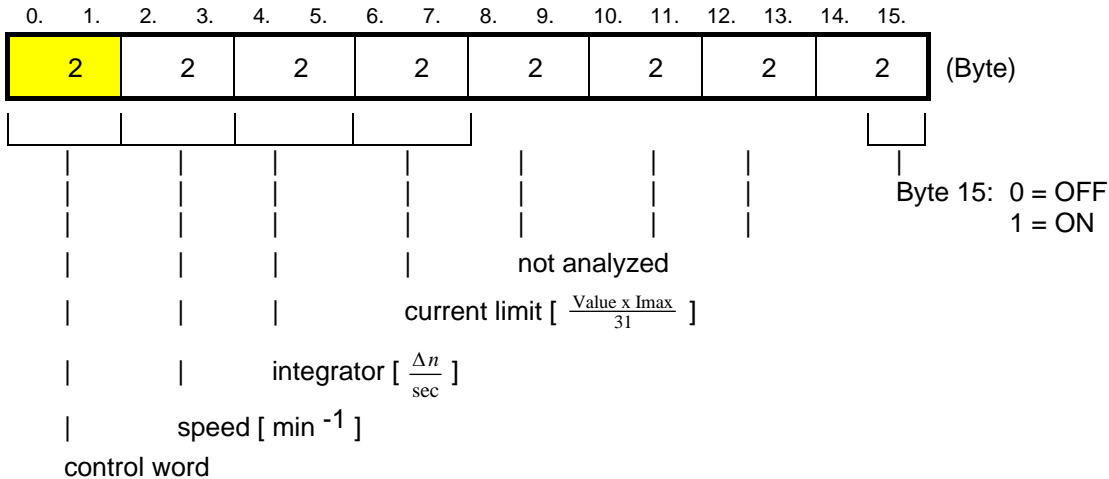 0. 1. 2. 3. 4. 5. 6. 7. 8. 9. 10. 11. 12. 13. 14. 15.
2 2 2 2 2 2 2 2 (Byte)
Byte 15: 0 = OFF
1 = ON
not analyzed
current limit [ Value x Imax / 31 ]
integrator [ Δn / sec ]
speed [ min -1 ]
control word